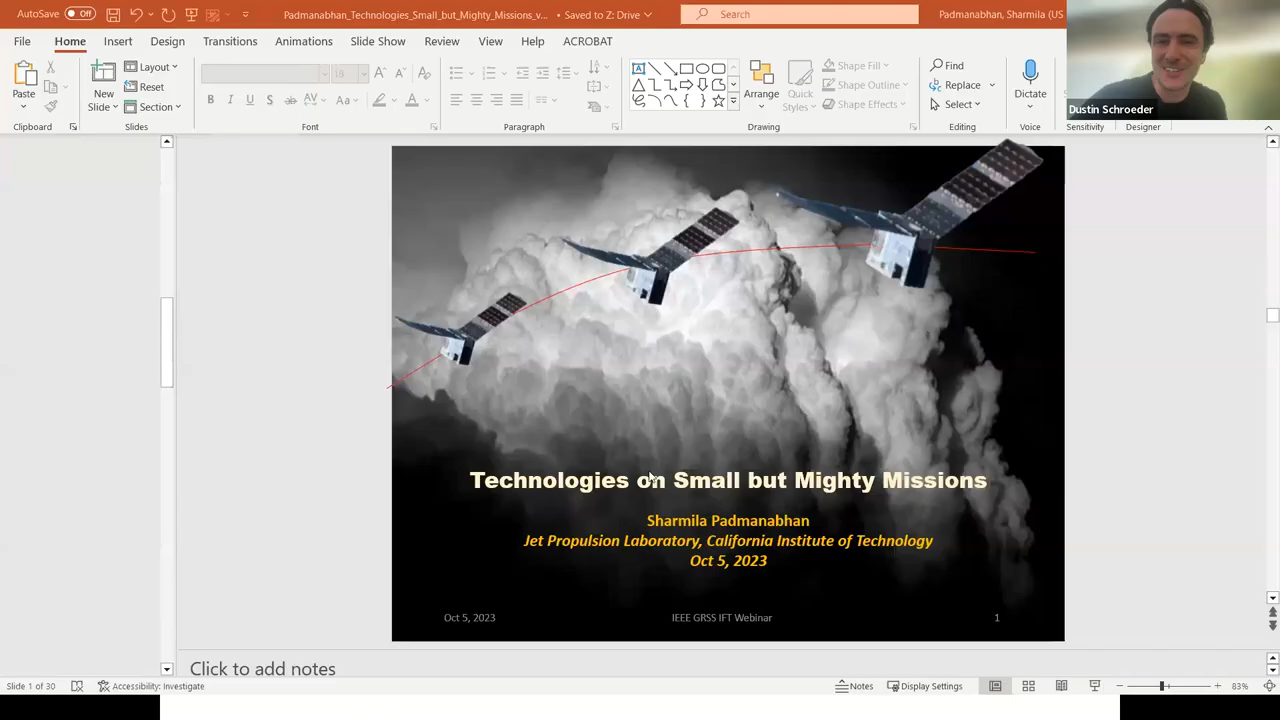 AutoSave Off
Padmanabhan_Technologies_Small_but_Mighty_Missions_v... • Saved to Z: Drive
Search
Padmanabhan, Sharmila (US
File Home Insert Design Transitions Animations Slide Show Review View Help ACROBAT
Paste
New Slide
Layout
Reset
Section
18
B I U S ab AV Aa A
Arrange
Quick Styles
Shape Fill
Shape Outline
Shape Effects
Find
Replace
Select
Dictate
Dustin Schroeder
Clipboard Slides Font Paragraph Drawing Editing Voice Sensitivity Designer
Technologies on Small but Mighty Missions
Sharmila Padmanabhan
Jet Propulsion Laboratory, California Institute of Technology
Oct 5, 2023
Oct 5, 2023 IEEE GRSS IFT Webinar 1
Click to add notes
Slide 1 of 30 Accessibility: Investigate Notes Display Settings 83%